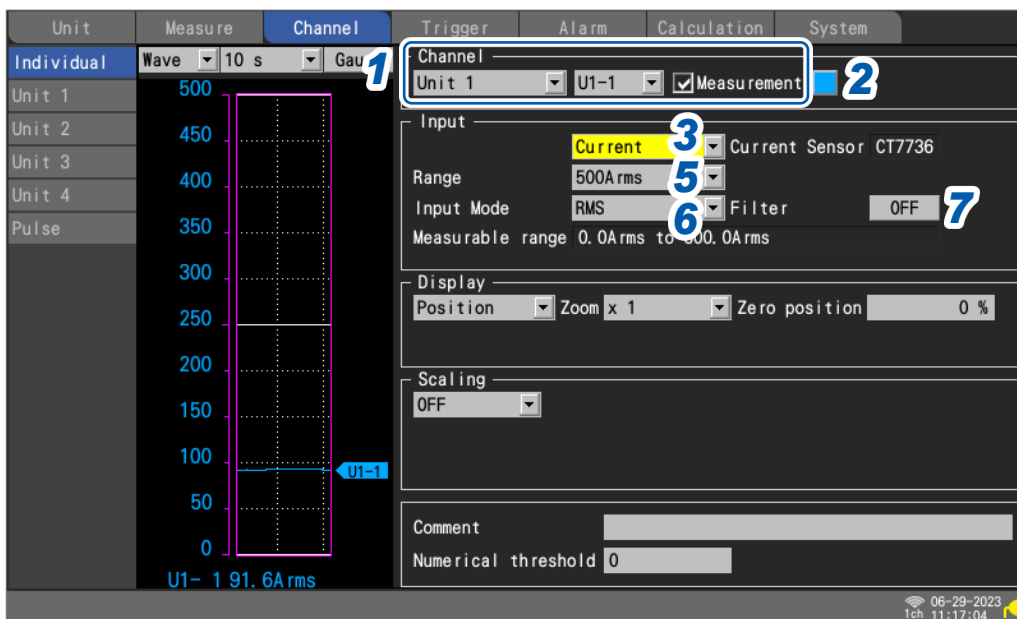 Unit Measure Channel Trigger Alarm Calculation System
Individual
Unit 1
Unit 2
Unit 3
Unit 4
Pulse
Wave 10 s Gau
500
450
400
350
300
250
200
150
100
50
0
U1-1
U1- 1 91. 6Arms
1
Channel
Unit 1 U1-1 Measurement 2
Input
Current 3 Current Sensor CT7736
Range 500Arms 5
Input Mode RMS 6 Filter OFF 7
Measurable range 0. 0Arms to 00. 0Arms
Display
Position Zoom x 1 Zero position 0 %
Scaling
OFF
Comment
Numerical threshold 0
06-29-2023
1ch 11:17:04